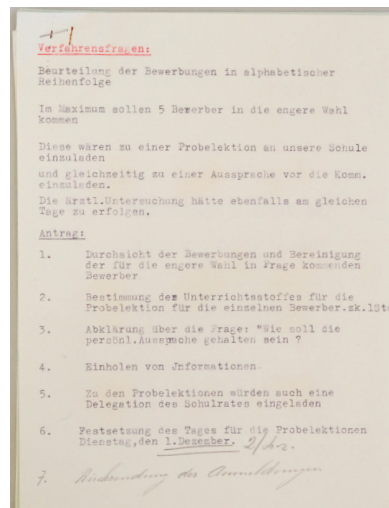 Verfahrensfragen:
Beurteilung der Bewerbungen in alphabetischer
Reihenfolge
Im Maximum sollen 5 Bewerber in die engere Wahl
kommen
Diese wären zu einer Probelektion an unsere Schule
einzuladen
und gleichzeitig zu einer Aussprache vor die Komm.
einzuladen.
Die ärztl.Untersuchung hätte ebenfalls am gleichen
Tage zu erfolgen.
Antrag:
1. Durchsicht der Bewerbungen und Bereinigung
der für die engere Wahl in Frage kommenden
Bewerber
2. Bestimmung des Unterrichtsstoffes für die
Probelektion für die einzelnen Bewerber.zk.1St
3. Abklärung über die Frage: "Wie soll die
persönl.Aussprache gehalten sein ?
4. Einholen von Jnformationen.
5. Zu den Probelektionen würden auch eine
Delegation des Schulrates eingeladen
6. Festsetzung des Tages für die Probelektionen
Dienstag,den 1.Dezember.
7. Rücksendung der Anmeldungen